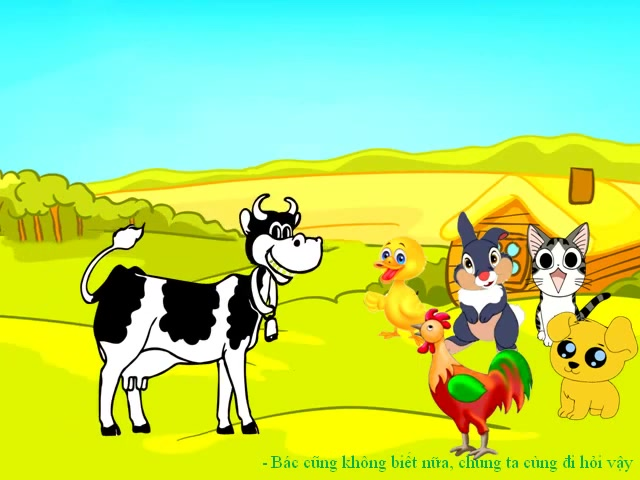 - Bác cũng không biết nữa, chúng ta cùng đi hỏi vậy